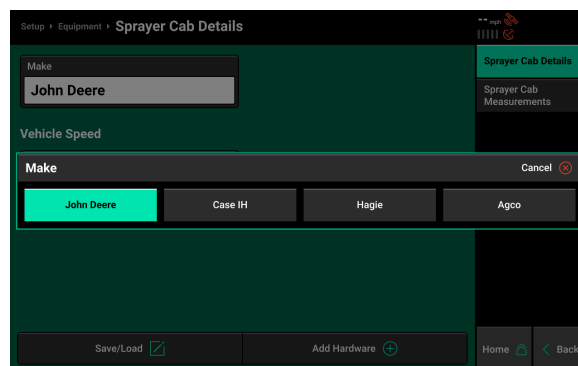 Setup › Equipment › Sprayer Cab Details
-- mph
Make
John Deere
Sprayer Cab Details
Sprayer Cab
Measurements
Vehicle Speed
Make
Cancel
John Deere
Case IH
Hagie
Agco
Save/Load
Add Hardware
Home
Back